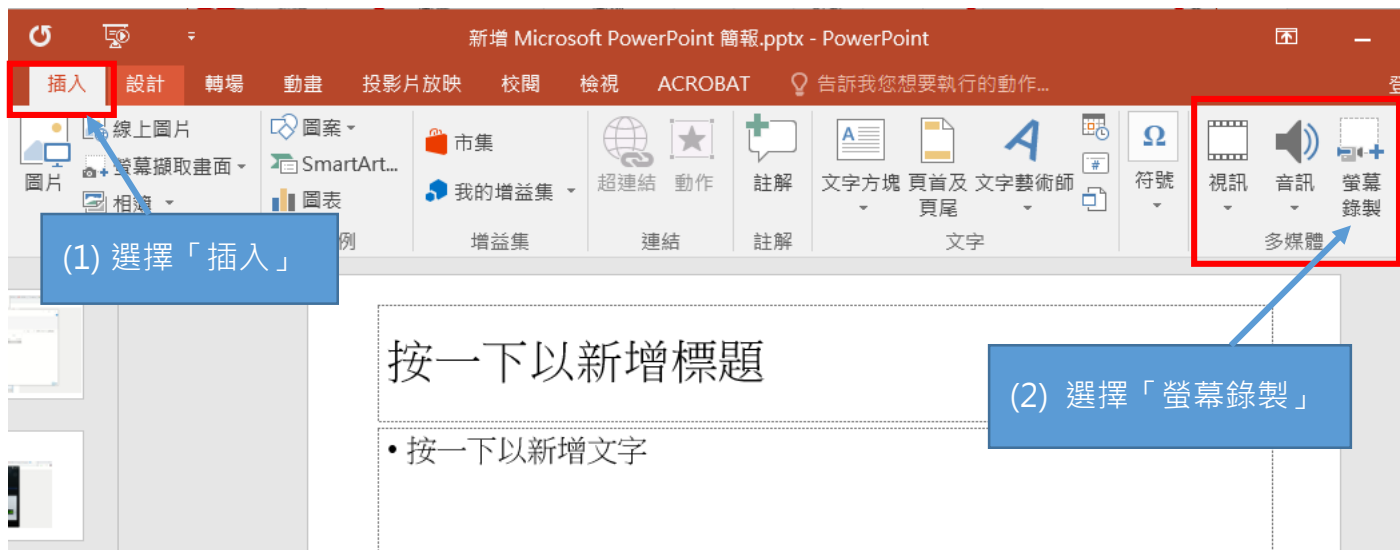 新增 Microsoft PowerPoint 簡報.pptx - PowerPoint
插入 設計 轉場 動畫 投影片放映 校閱 檢視 ACROBAT 告訴我您想要執行的動作...
圖片
線上圖片
螢幕擷取畫面
相簿
圖案
SmartArt...
圖表
例
市集
我的增益集
增益集
超連結 動作
連結
註解
註解
文字方塊 頁首及頁尾 文字藝術師
文字
Ω
符號
視訊 音訊 螢幕錄製
多媒體
(1) 選擇「插入」
按一下以新增標題
(2) 選擇「螢幕錄製」
• 按一下以新增文字